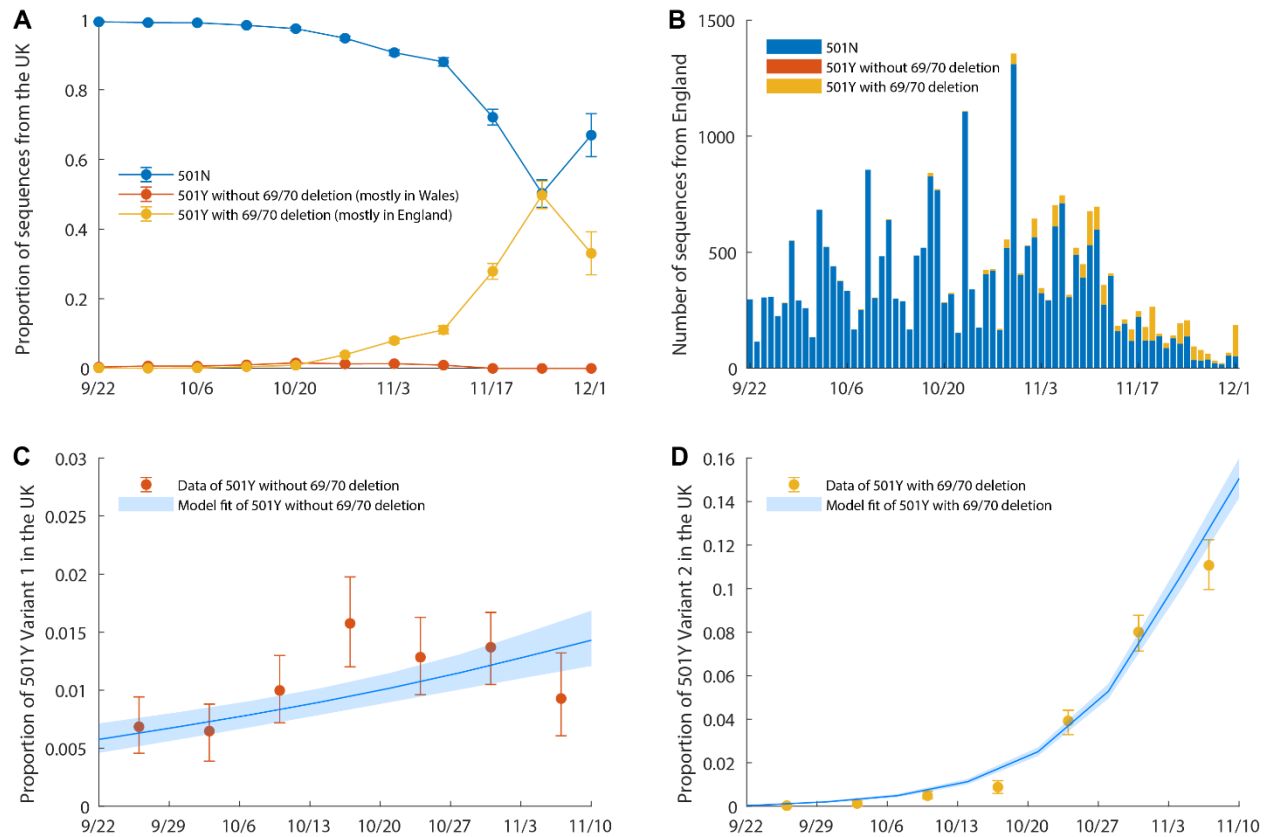 A
Proportion of sequences from the UK
1
0.8
0.6
0.4
0.2
0
501N
501Y without 69/70 deletion (mostly in Wales)
501Y with 69/70 deletion (mostly in England)
9/22 10/6 10/20 11/3 11/17 12/1
B
Number of sequences from England
1500
1000
500
0
501N
501Y without 69/70 deletion
501Y with 69/70 deletion
9/22 10/6 10/20 11/3 11/17 12/1
C
Proportion of 501Y Variant 1 in the UK
0.03
0.025
0.02
0.015
0.01
0.005
0
Data of 501Y without 69/70 deletion
Model fit of 501Y without 69/70 deletion
9/22 9/29 10/6 10/13 10/20 10/27 11/3 11/10
D
Proportion of 501Y Variant 2 in the UK
0.16
0.14
0.12
0.1
0.08
0.06
0.04
0.02
0
Data of 501Y with 69/70 deletion
Model fit of 501Y with 69/70 deletion
9/22 9/29 10/6 10/13 10/20 10/27 11/3 11/10